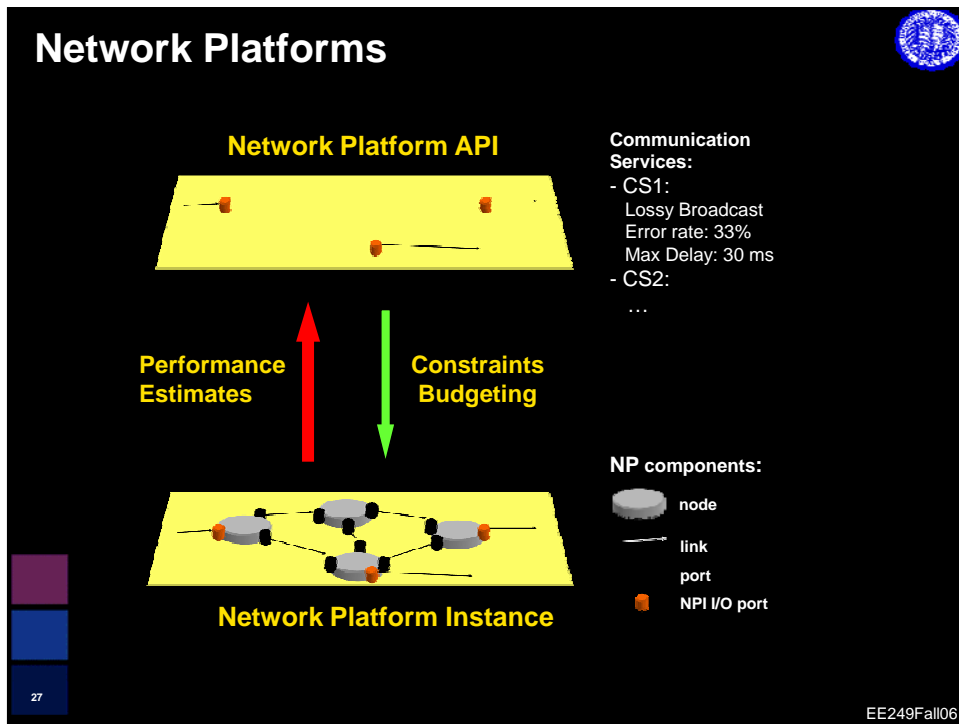 Network Platforms
Network Platform API
Communication
Services:
- CS1:
Lossy Broadcast
Error rate: 33%
Max Delay: 30 ms
- CS2:
…
Performance
Estimates
Constraints
Budgeting
NP components:
node
link
port
NPI I/O port
Network Platform Instance
27
EE249Fall06